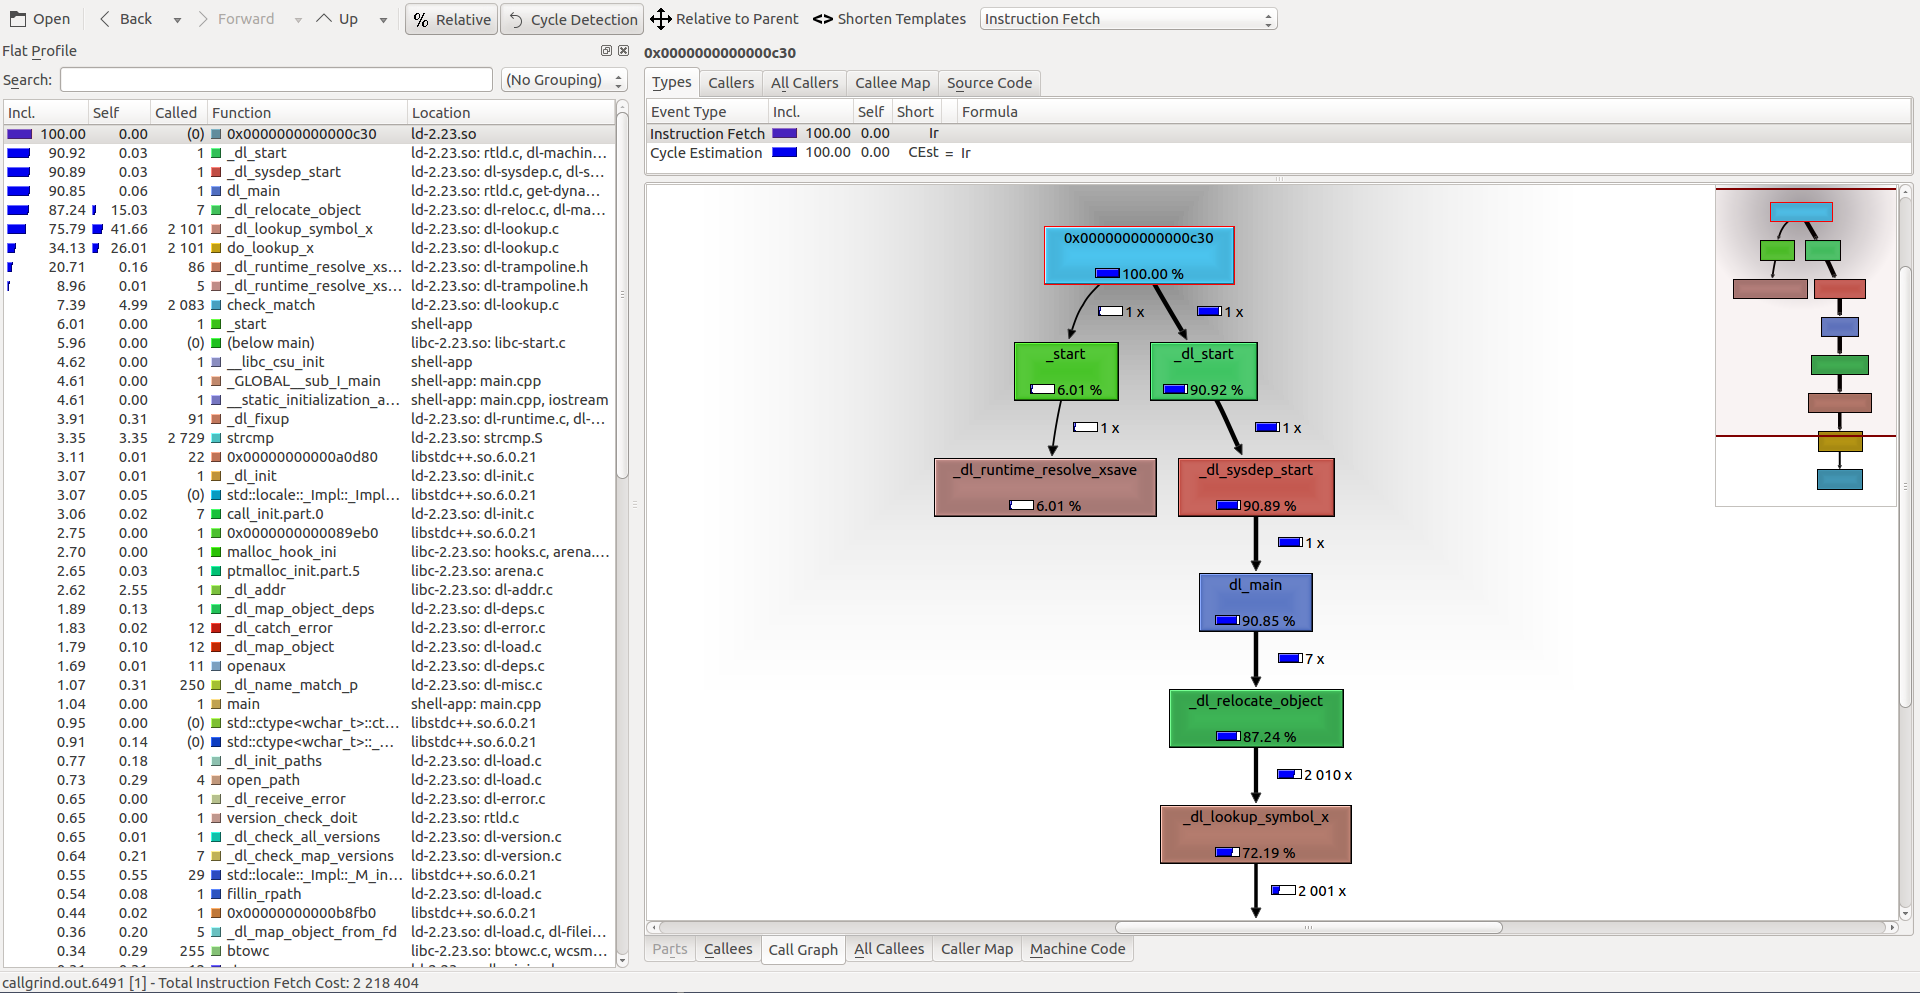 Open Back Forward Up % Relative Cycle Detection Relative to Parent <> Shorten Templates Instruction Fetch
Flat Profile
Search: (No Grouping)
Incl. Self Called Function Location
100.00 0.00 (0) 0x0000000000000c30 ld-2.23.so
90.92 0.03 1 _dl_start ld-2.23.so: rtld.c, dl-machin...
90.89 0.03 1 _dl_sysdep_start ld-2.23.so: dl-sysdep.c, dl-s...
90.85 0.06 1 dl_main ld-2.23.so: rtld.c, get-dyna...
87.24 15.03 7 _dl_relocate_object ld-2.23.so: dl-reloc.c, dl-ma...
75.79 41.66 2 101 _dl_lookup_symbol_x ld-2.23.so: dl-lookup.c
34.13 26.01 2 101 do_lookup_x ld-2.23.so: dl-lookup.c
20.71 0.16 86 _dl_runtime_resolve_xs... ld-2.23.so: dl-trampoline.h
8.96 0.01 5 _dl_runtime_resolve_xs... ld-2.23.so: dl-trampoline.h
7.39 4.99 2 083 check_match ld-2.23.so: dl-lookup.c
6.01 0.00 1 _start shell-app
5.96 0.00 (0) (below main) libc-2.23.so: libc-start.c
4.62 0.00 1 __libc_csu_init shell-app
4.61 0.00 1 _GLOBAL__sub_I_main shell-app: main.cpp
4.61 0.00 1 __static_initialization_a... shell-app: main.cpp, iostream
3.91 0.31 91 _dl_fixup ld-2.23.so: dl-runtime.c, dl-...
3.35 3.35 2 729 strcmp ld-2.23.so: strcmp.S
3.11 0.01 22 0x00000000000a0d80 libstdc++.so.6.0.21
3.07 0.01 1 _dl_init ld-2.23.so: dl-init.c
3.07 0.05 (0) std::locale::_Impl::_Impl... libstdc++.so.6.0.21
3.06 0.02 7 call_init.part.0 ld-2.23.so: dl-init.c
2.75 0.00 1 0x0000000000089eb0 libstdc++.so.6.0.21
2.70 0.00 1 malloc_hook_ini libc-2.23.so: hooks.c, arena....
2.65 0.03 1 ptmalloc_init.part.5 libc-2.23.so: arena.c
2.62 2.55 1 _dl_addr libc-2.23.so: dl-addr.c
1.89 0.13 1 _dl_map_object_deps ld-2.23.so: dl-deps.c
1.83 0.02 12 _dl_catch_error ld-2.23.so: dl-error.c
1.79 0.10 12 _dl_map_object ld-2.23.so: dl-load.c
1.69 0.01 11 openaux ld-2.23.so: dl-deps.c
1.07 0.31 250 _dl_name_match_p ld-2.23.so: dl-misc.c
1.04 0.00 1 main shell-app: main.cpp
0.95 0.00 (0) std::ctype<wchar_t>::ct... libstdc++.so.6.0.21
0.91 0.14 (0) std::ctype<wchar_t>::_... libstdc++.so.6.0.21
0.77 0.18 1 _dl_init_paths ld-2.23.so: dl-load.c
0.73 0.29 4 open_path ld-2.23.so: dl-load.c
0.65 0.00 1 _dl_receive_error ld-2.23.so: dl-error.c
0.65 0.00 1 version_check_doit ld-2.23.so: rtld.c
0.65 0.01 1 _dl_check_all_versions ld-2.23.so: dl-version.c
0.64 0.21 7 _dl_check_map_versions ld-2.23.so: dl-version.c
0.55 0.55 29 std::locale::_Impl::_M_in... libstdc++.so.6.0.21
0.54 0.08 1 fillin_rpath ld-2.23.so: dl-load.c
0.44 0.02 1 0x00000000000b8fb0 libstdc++.so.6.0.21
0.36 0.20 5 _dl_map_object_from_fd ld-2.23.so: dl-load.c, dl-filei...
0.34 0.29 255 btowc libc-2.23.so: btowc.c, wcsm...
0x0000000000000c30
Types Callers All Callers Callee Map Source Code
Event Type Incl. Self Short Formula
Instruction Fetch 100.00 0.00 Ir
Cycle Estimation 100.00 0.00 CEst = Ir
0x0000000000000c30
100.00 %
1 x 1 x
_start _dl_start
6.01 % 90.92 %
1 x 1 x
_dl_runtime_resolve_xsave _dl_sysdep_start
6.01 % 90.89 %
1 x
dl_main
90.85 %
7 x
_dl_relocate_object
87.24 %
2 010 x
_dl_lookup_symbol_x
72.19 %
2 001 x
Parts Callees Call Graph All Callees Caller Map Machine Code
callgrind.out.6491 [1] - Total Instruction Fetch Cost: 2 218 404